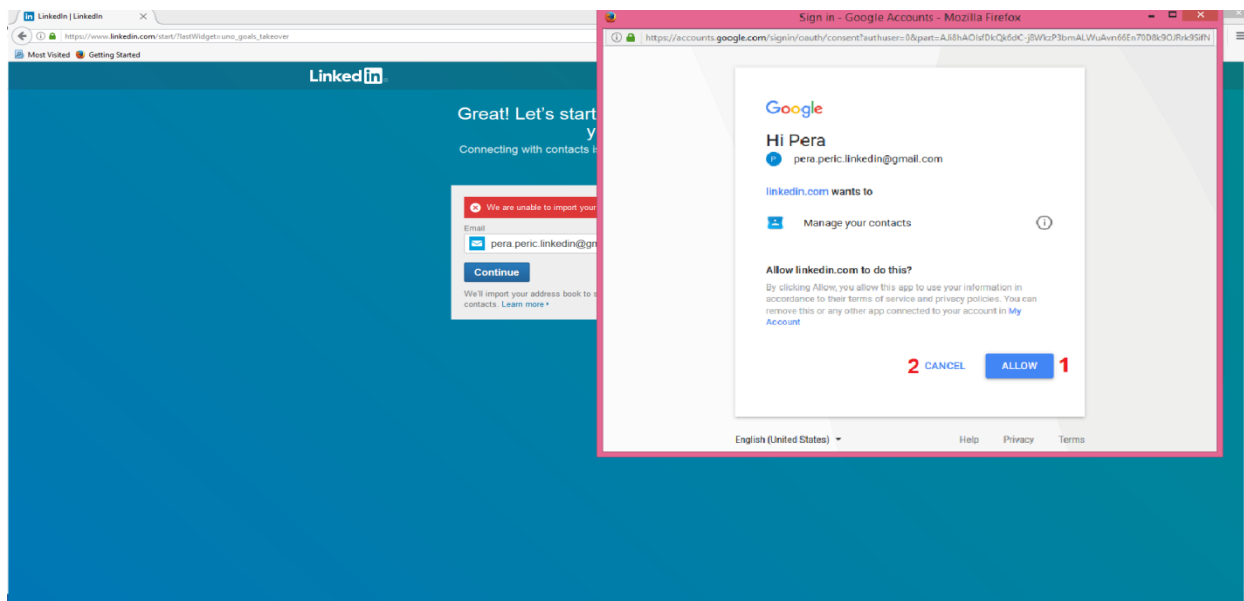 LinkedIn | LinkedIn
https://www.linkedin.com/start/?lastWidget=uno_goals_takeover
Most Visited Getting Started
Linked in
Great! Let's start
y
Connecting with contacts
We are unable to import your
Email
pera.peric.linkedin@gm
Continue
We'll import your address book to s
contacts. Learn more
Sign in - Google Accounts - Mozilla Firefox
Google
Hi Pera
P pera.peric.linkedin@gmail.com
linkedin.com wants to
Manage your contacts
Allow linkedin.com to do this?
By clicking Allow, you allow this app to use your information in
accordance to their terms of service and privacy policies. You can
remove this or any other app connected to your account in My
Account
2 CANCEL ALLOW 1
English (United States) Help Privacy Terms